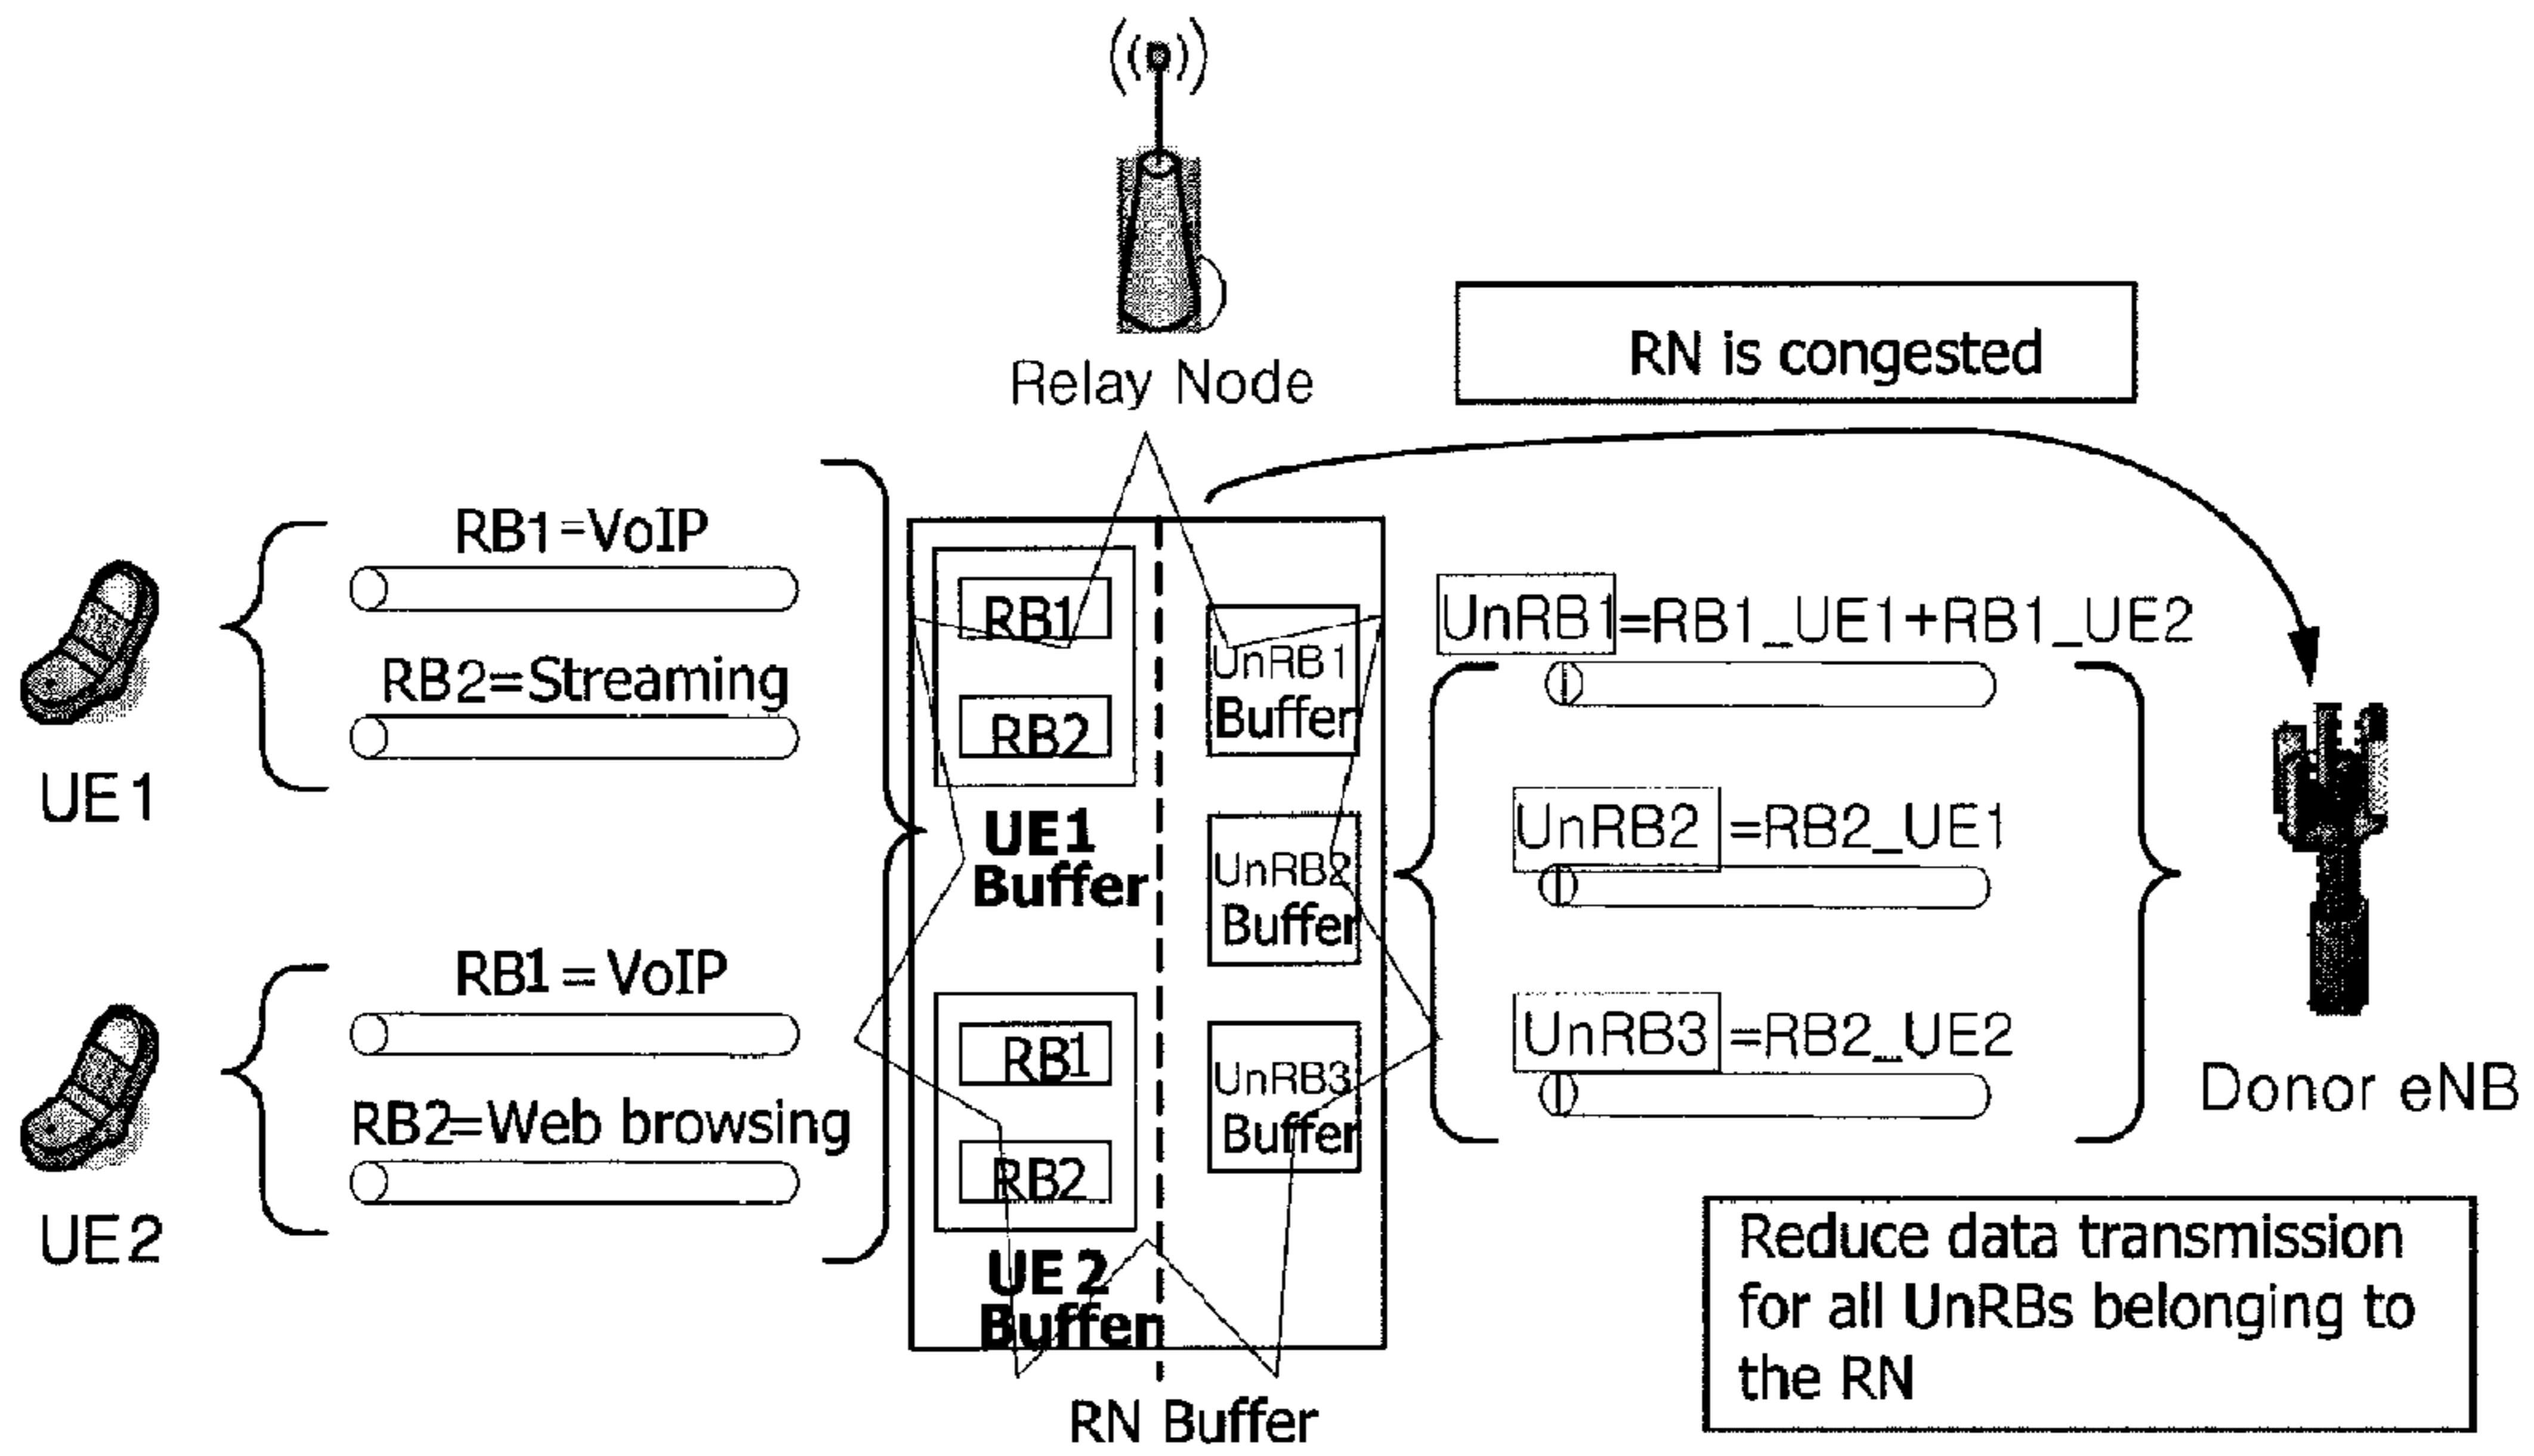 Relay Node
RN is congested
RB1=VoIP
RB2=Streaming
UE1
RB1=VoIP
RB2=Web browsing
UE2
RB1
RB2
UE1
Buffer
RB1
RB2
UE2
Buffer
UnRB1
Buffer
UnRB2
Buffer
UnRB3
Buffer
RN Buffer
UnRB1=RB1_UE1+RB1_UE2
UnRB2=RB2_UE1
UnRB3=RB2_UE2
Donor eNB
Reduce data transmission
for all UnRBs belonging to
the RN